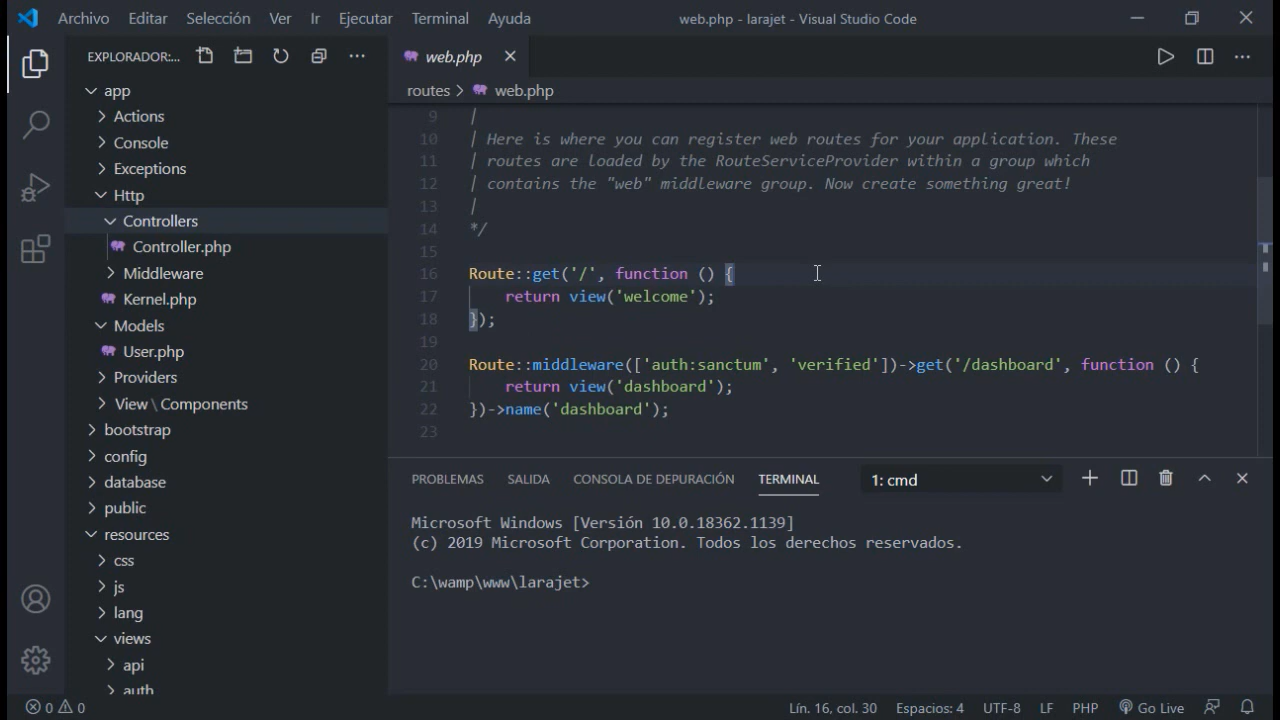 Archivo Editar Selección Ver Ir Ejecutar Terminal Ayuda web.php - larajet - Visual Studio Code
EXPLORADOR:...
app
Actions
Console
Exceptions
Http
Controllers
Controller.php
Middleware
Kernel.php
Models
User.php
Providers
View\Components
bootstrap
config
database
public
resources
css
js
lang
views
api
auth
web.php
routes > web.php
9 |
10 | Here is where you can register web routes for your application. These
11 | routes are loaded by the RouteServiceProvider within a group which
12 | contains the "web" middleware group. Now create something great!
13 |
14 */
15
16 Route::get('/', function () {
17 return view('welcome');
18 });
19
20 Route::middleware(['auth:sanctum', 'verified'])->get('/dashboard', function () {
21 return view('dashboard');
22 })->name('dashboard');
23
PROBLEMAS SALIDA CONSOLA DE DEPURACIÓN TERMINAL 1: cmd
Microsoft Windows [Versión 10.0.18362.1139]
(c) 2019 Microsoft Corporation. Todos los derechos reservados.
C:\wamp\www\larajet>
0 0 Lín. 16, col. 30 Espacios: 4 UTF-8 LF PHP Go Live